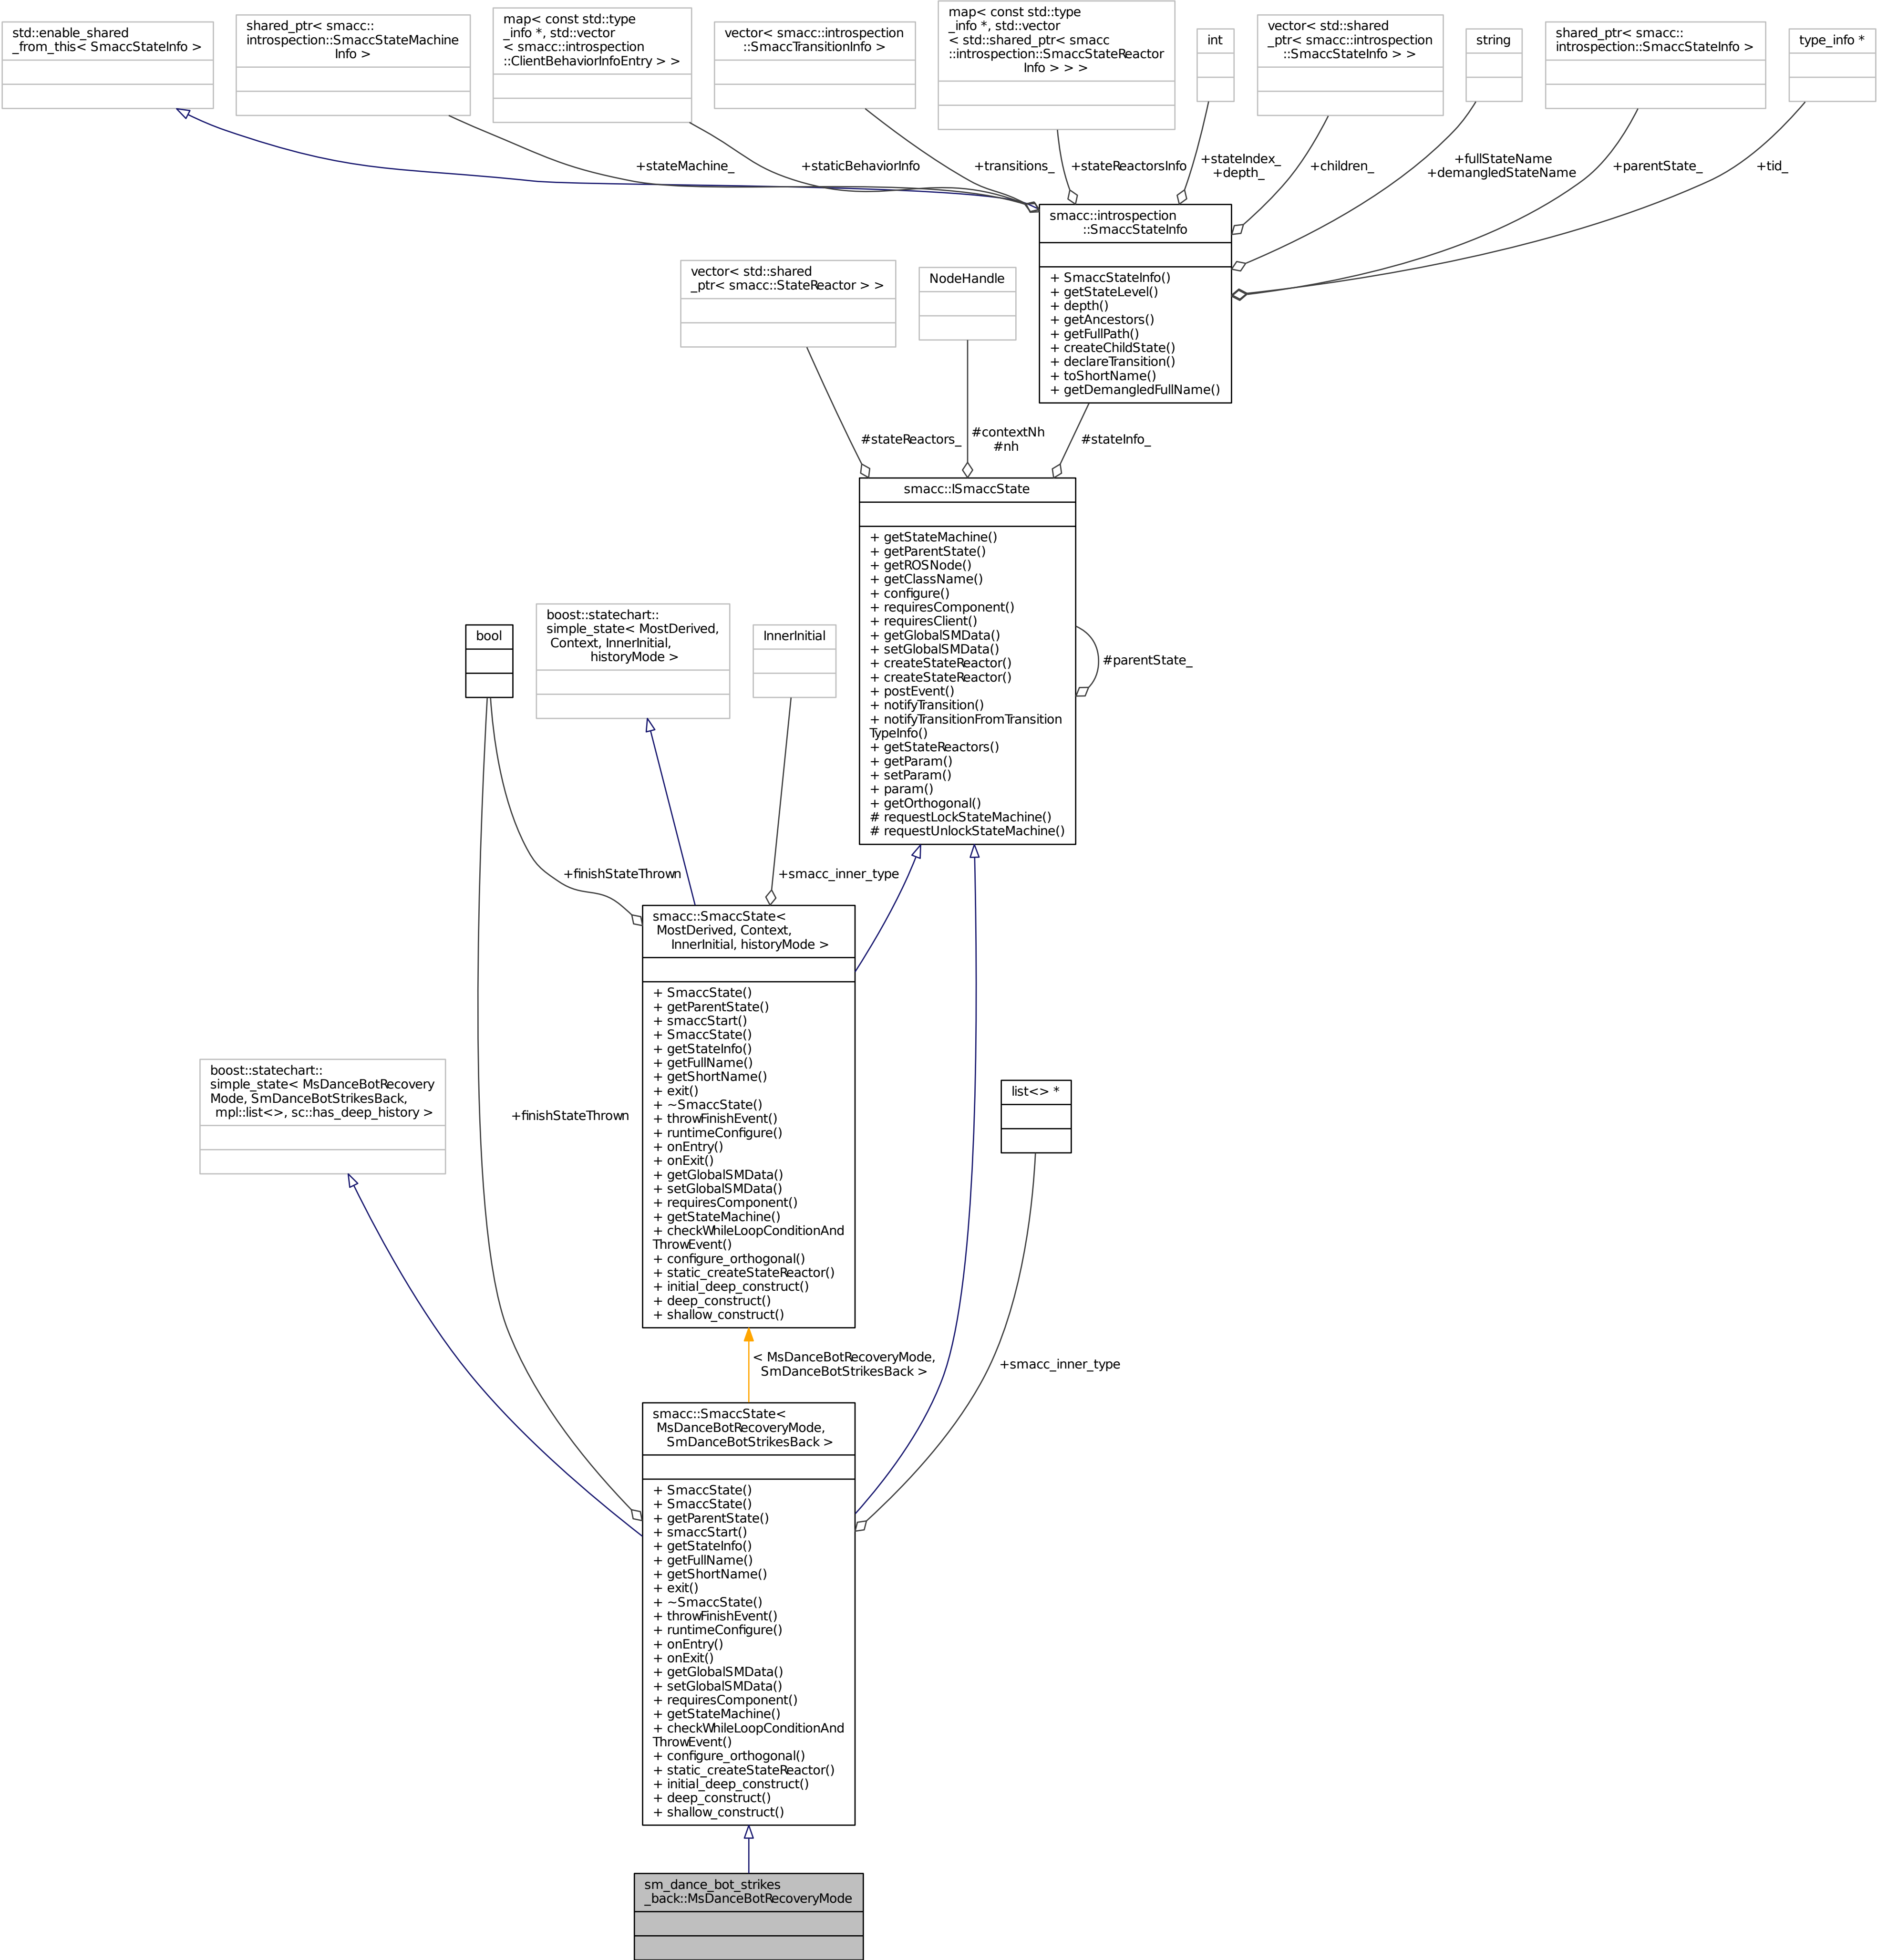 std::enable_shared
_from_this< SmaccStateInfo >
shared_ptr< smacc::
introspection::SmaccStateMachine
Info >
map< const std::type
_info *, std::vector
< smacc::introspection
::ClientBehaviorInfoEntry > >
vector< smacc::introspection
::SmaccTransitionInfo >
map< const std::type
_info *, std::vector
< std::shared_ptr< smacc
::introspection::SmaccStateReactor
Info > > >
int
vector< std::shared
_ptr< smacc::introspection
::SmaccStateInfo > >
string
shared_ptr< smacc::
introspection::SmaccStateInfo >
type_info *
+stateMachine_
+staticBehaviorInfo
+transitions_
+stateReactorsInfo
+stateIndex_
+depth_
+children_
+fullStateName
+demangledStateName
+parentState_
+tid_
smacc::introspection
::SmaccStateInfo
+ SmaccStateInfo()
+ getStateLevel()
+ depth()
+ getAncestors()
+ getFullPath()
+ createChildState()
+ declareTransition()
+ toShortName()
+ getDemangledFullName()
vector< std::shared
_ptr< smacc::StateReactor > >
NodeHandle
#stateReactors_
#contextNh
#nh
#stateInfo_
smacc::ISmaccState
+ getStateMachine()
+ getParentState()
+ getROSNode()
+ getClassName()
+ configure()
+ requiresComponent()
+ requiresClient()
+ getGlobalSMData()
+ setGlobalSMData()
+ createStateReactor()
+ createStateReactor()
+ postEvent()
+ notifyTransition()
+ notifyTransitionFromTransition
TypeInfo()
+ getStateReactors()
+ getParam()
+ setParam()
+ param()
+ getOrthogonal()
# requestLockStateMachine()
# requestUnlockStateMachine()
#parentState_
bool
boost::statechart::
simple_state< MostDerived,
Context, InnerInitial,
historyMode >
InnerInitial
+finishStateThrown
+smacc_inner_type
smacc::SmaccState<
MostDerived, Context,
InnerInitial, historyMode >
+ SmaccState()
+ getParentState()
+ smaccStart()
+ SmaccState()
+ getStateInfo()
+ getFullName()
+ getShortName()
+ exit()
+ ~SmaccState()
+ throwFinishEvent()
+ runtimeConfigure()
+ onEntry()
+ onExit()
+ getGlobalSMData()
+ setGlobalSMData()
+ requiresComponent()
+ getStateMachine()
+ checkWhileLoopConditionAnd
ThrowEvent()
+ configure_orthogonal()
+ static_createStateReactor()
+ initial_deep_construct()
+ deep_construct()
+ shallow_construct()
boost::statechart::
simple_state< MsDanceBotRecovery
Mode, SmDanceBotStrikesBack,
mpl::list<>, sc::has_deep_history >
+finishStateThrown
list<> *
< MsDanceBotRecoveryMode,
SmDanceBotStrikesBack >
+smacc_inner_type
smacc::SmaccState<
MsDanceBotRecoveryMode,
SmDanceBotStrikesBack >
+ SmaccState()
+ SmaccState()
+ getParentState()
+ smaccStart()
+ getStateInfo()
+ getFullName()
+ getShortName()
+ exit()
+ ~SmaccState()
+ throwFinishEvent()
+ runtimeConfigure()
+ onEntry()
+ onExit()
+ getGlobalSMData()
+ setGlobalSMData()
+ requiresComponent()
+ getStateMachine()
+ checkWhileLoopConditionAnd
ThrowEvent()
+ configure_orthogonal()
+ static_createStateReactor()
+ initial_deep_construct()
+ deep_construct()
+ shallow_construct()
sm_dance_bot_strikes
_back::MsDanceBotRecoveryMode